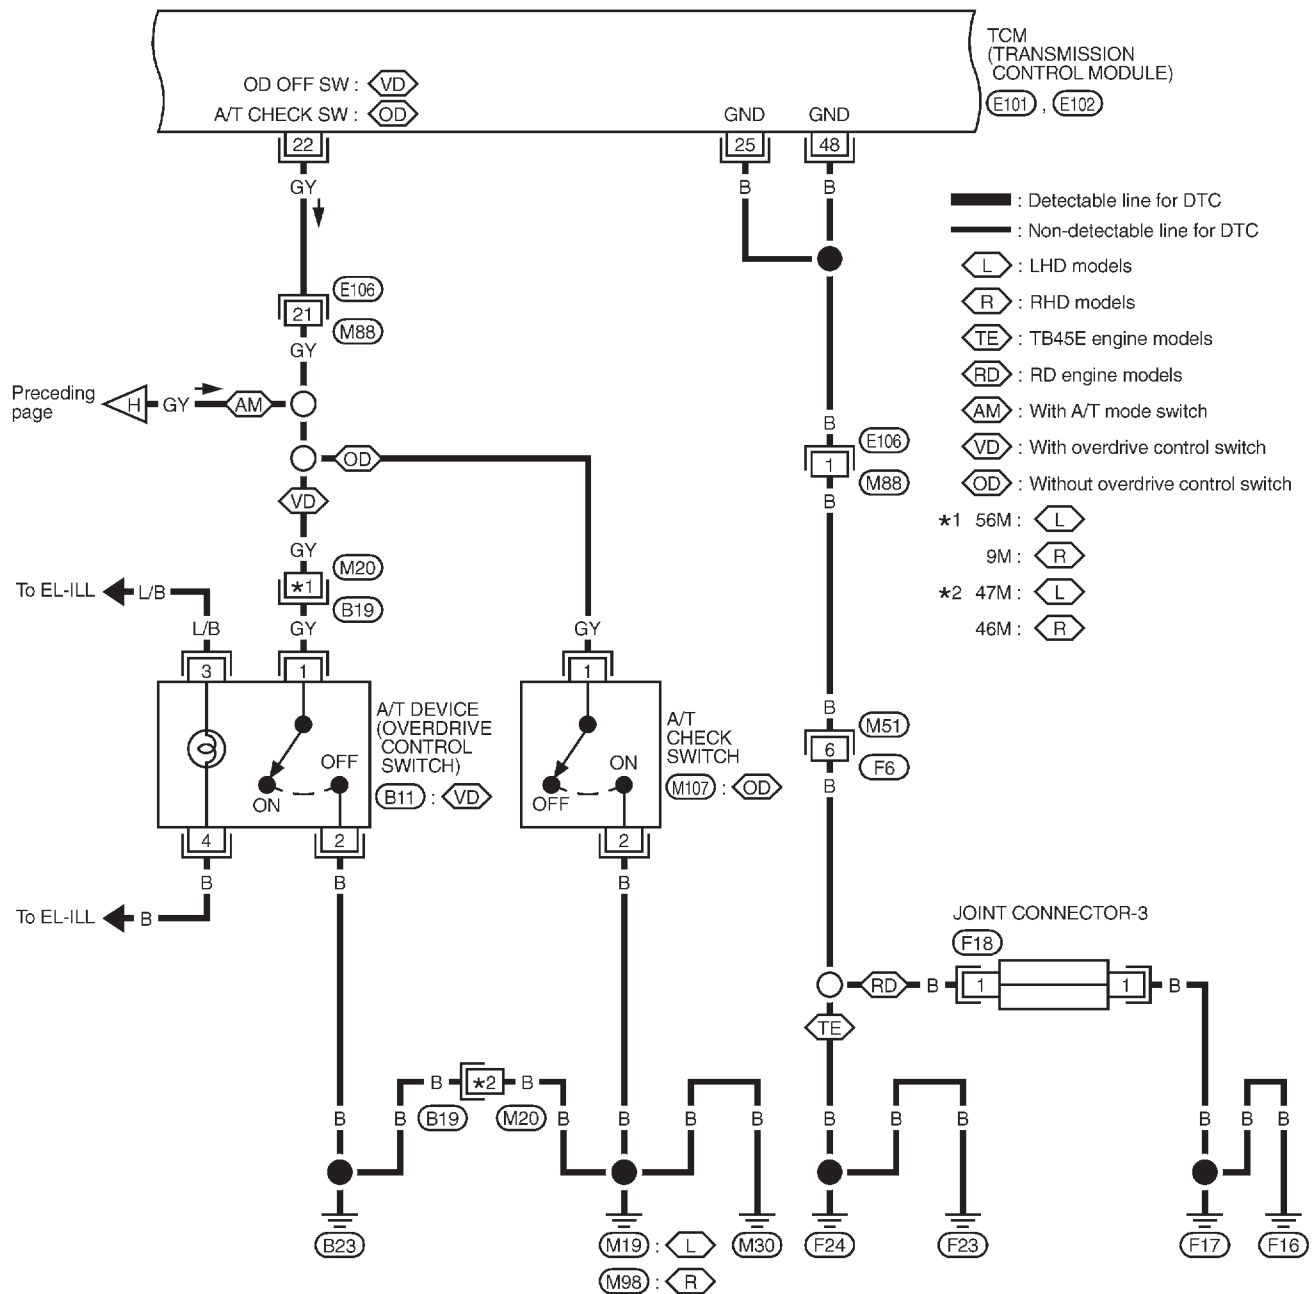 TCM
(TRANSMISSION
CONTROL MODULE)
E101 , E102
OD OFF SW : VD
A/T CHECK SW : OD
GND GND
22 25 48
GY B B
: Detectable line for DTC
: Non-detectable line for DTC
L : LHD models
R : RHD models
TE : TB45E engine models
RD : RD engine models
AM : With A/T mode switch
VD : With overdrive control switch
OD : Without overdrive control switch
*1 56M : L
9M : R
*2 47M : L
46M : R
E106
21
M88
GY
Preceding
page
H GY AM
OD
VD
GY
M20
*1
B19
GY
To EL-ILL L/B
L/B
GY
3 1 1
A/T DEVICE
(OVERDRIVE
CONTROL
SWITCH)
B11 : VD
OFF
ON
A/T
CHECK
SWITCH
M107 : OD
ON
OFF
4 2 2
B B B
To EL-ILL B
B
E106
1
M88
B
B
M51
6
F6
B
JOINT CONNECTOR-3
F18
RD B 1 1 B
TE
B *2 B
B19 M20
B B B B B B B B B B B B
B23 M19 : L M30 F24 F23 F17 F16
M98 : R